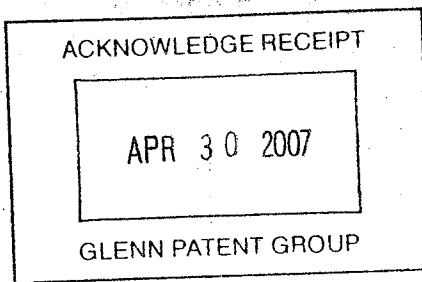 ACKNOWLEDGE RECEIPT
APR 30 2007
GLENN PATENT GROUP